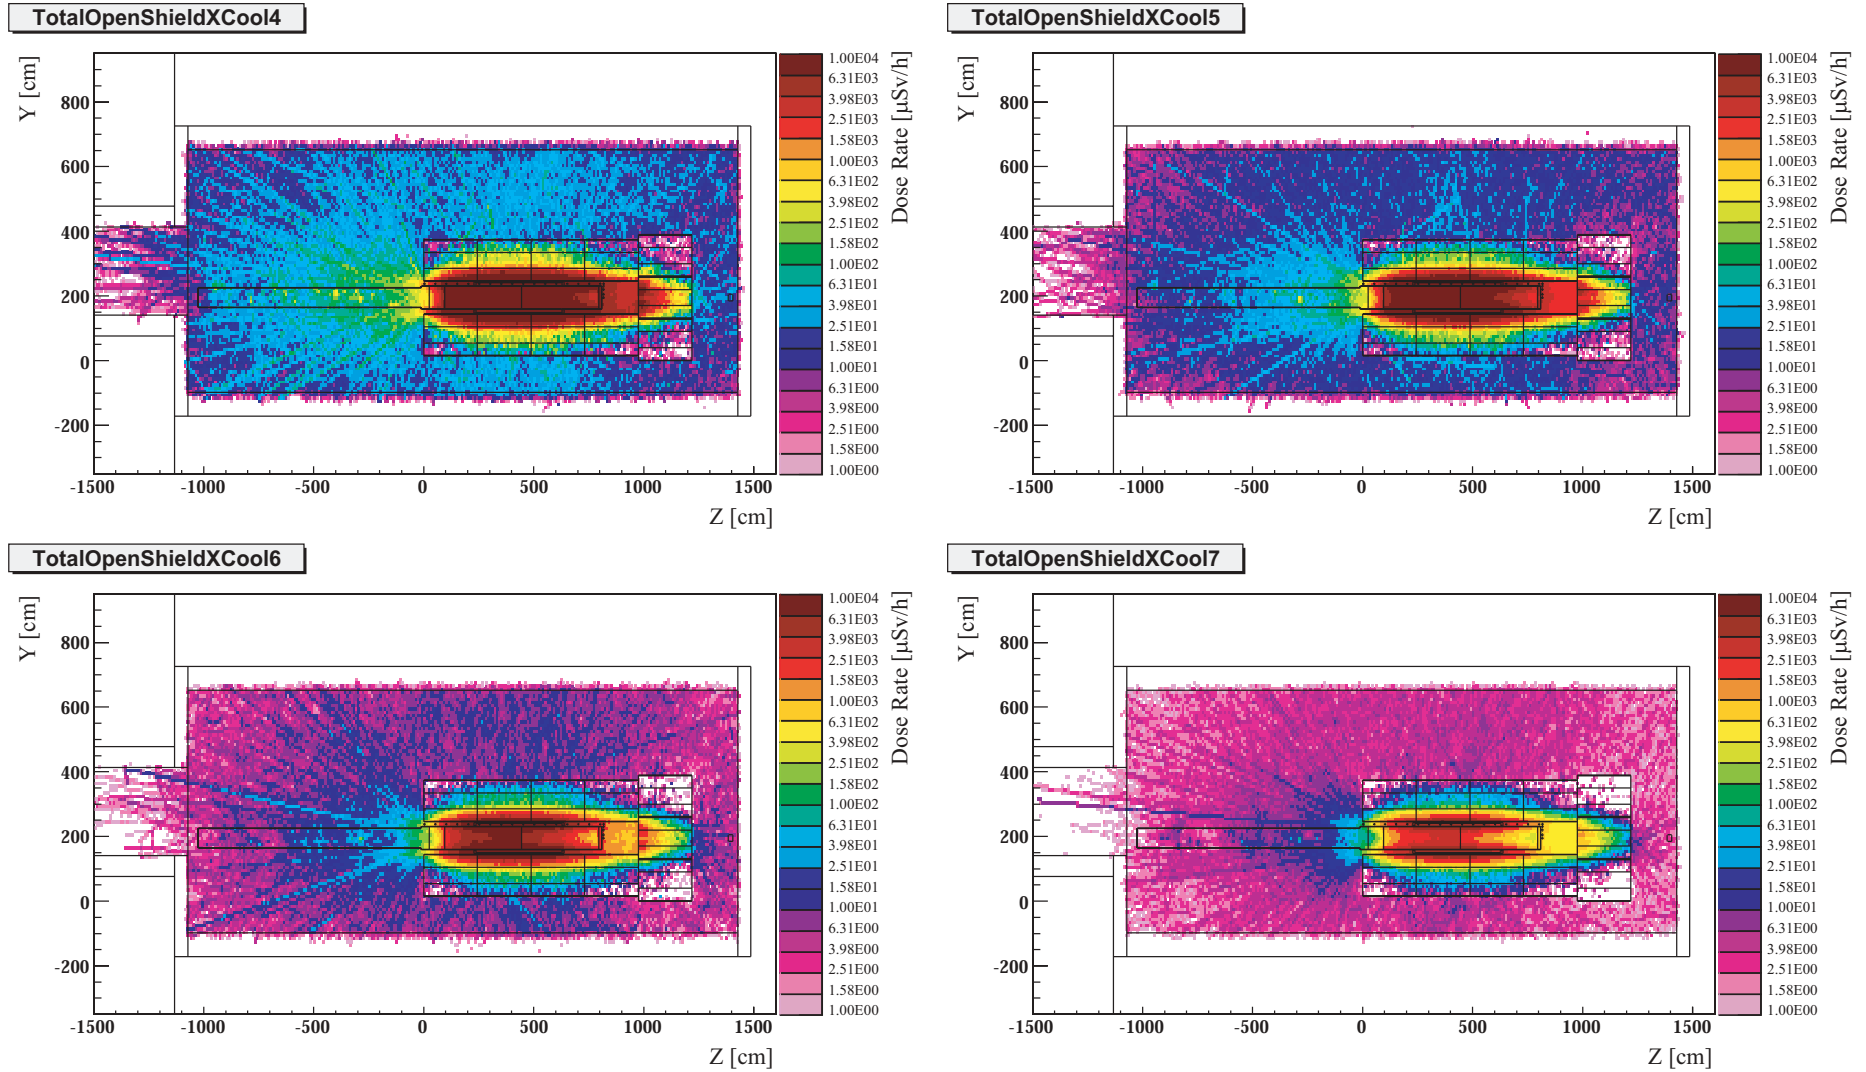 TotalOpenShieldXCool4
Y [cm]
800
600
400
200
0
-200
-1500
-1000
-500
0
500
1000
1500
Z [cm]
1.00E04
6.31E03
3.98E03
2.51E03
1.58E03
1.00E03
6.31E02
3.98E02
2.51E02
1.58E02
1.00E02
6.31E01
3.98E01
2.51E01
1.58E01
1.00E01
6.31E00
3.98E00
2.51E00
1.58E00
1.00E00
Dose Rate [μSv/h]
TotalOpenShieldXCool5
Y [cm]
800
600
400
200
0
-200
-1500
-1000
-500
0
500
1000
1500
Z [cm]
1.00E04
6.31E03
3.98E03
2.51E03
1.58E03
1.00E03
6.31E02
3.98E02
2.51E02
1.58E02
1.00E02
6.31E01
3.98E01
2.51E01
1.58E01
1.00E01
6.31E00
3.98E00
2.51E00
1.58E00
1.00E00
Dose Rate [μSv/h]
TotalOpenShieldXCool6
Y [cm]
800
600
400
200
0
-200
-1500
-1000
-500
0
500
1000
1500
Z [cm]
1.00E04
6.31E03
3.98E03
2.51E03
1.58E03
1.00E03
6.31E02
3.98E02
2.51E02
1.58E02
1.00E02
6.31E01
3.98E01
2.51E01
1.58E01
1.00E01
6.31E00
3.98E00
2.51E00
1.58E00
1.00E00
Dose Rate [μSv/h]
TotalOpenShieldXCool7
Y [cm]
800
600
400
200
0
-200
-1500
-1000
-500
0
500
1000
1500
Z [cm]
1.00E04
6.31E03
3.98E03
2.51E03
1.58E03
1.00E03
6.31E02
3.98E02
2.51E02
1.58E02
1.00E02
6.31E01
3.98E01
2.51E01
1.58E01
1.00E01
6.31E00
3.98E00
2.51E00
1.58E00
1.00E00
Dose Rate [μSv/h]